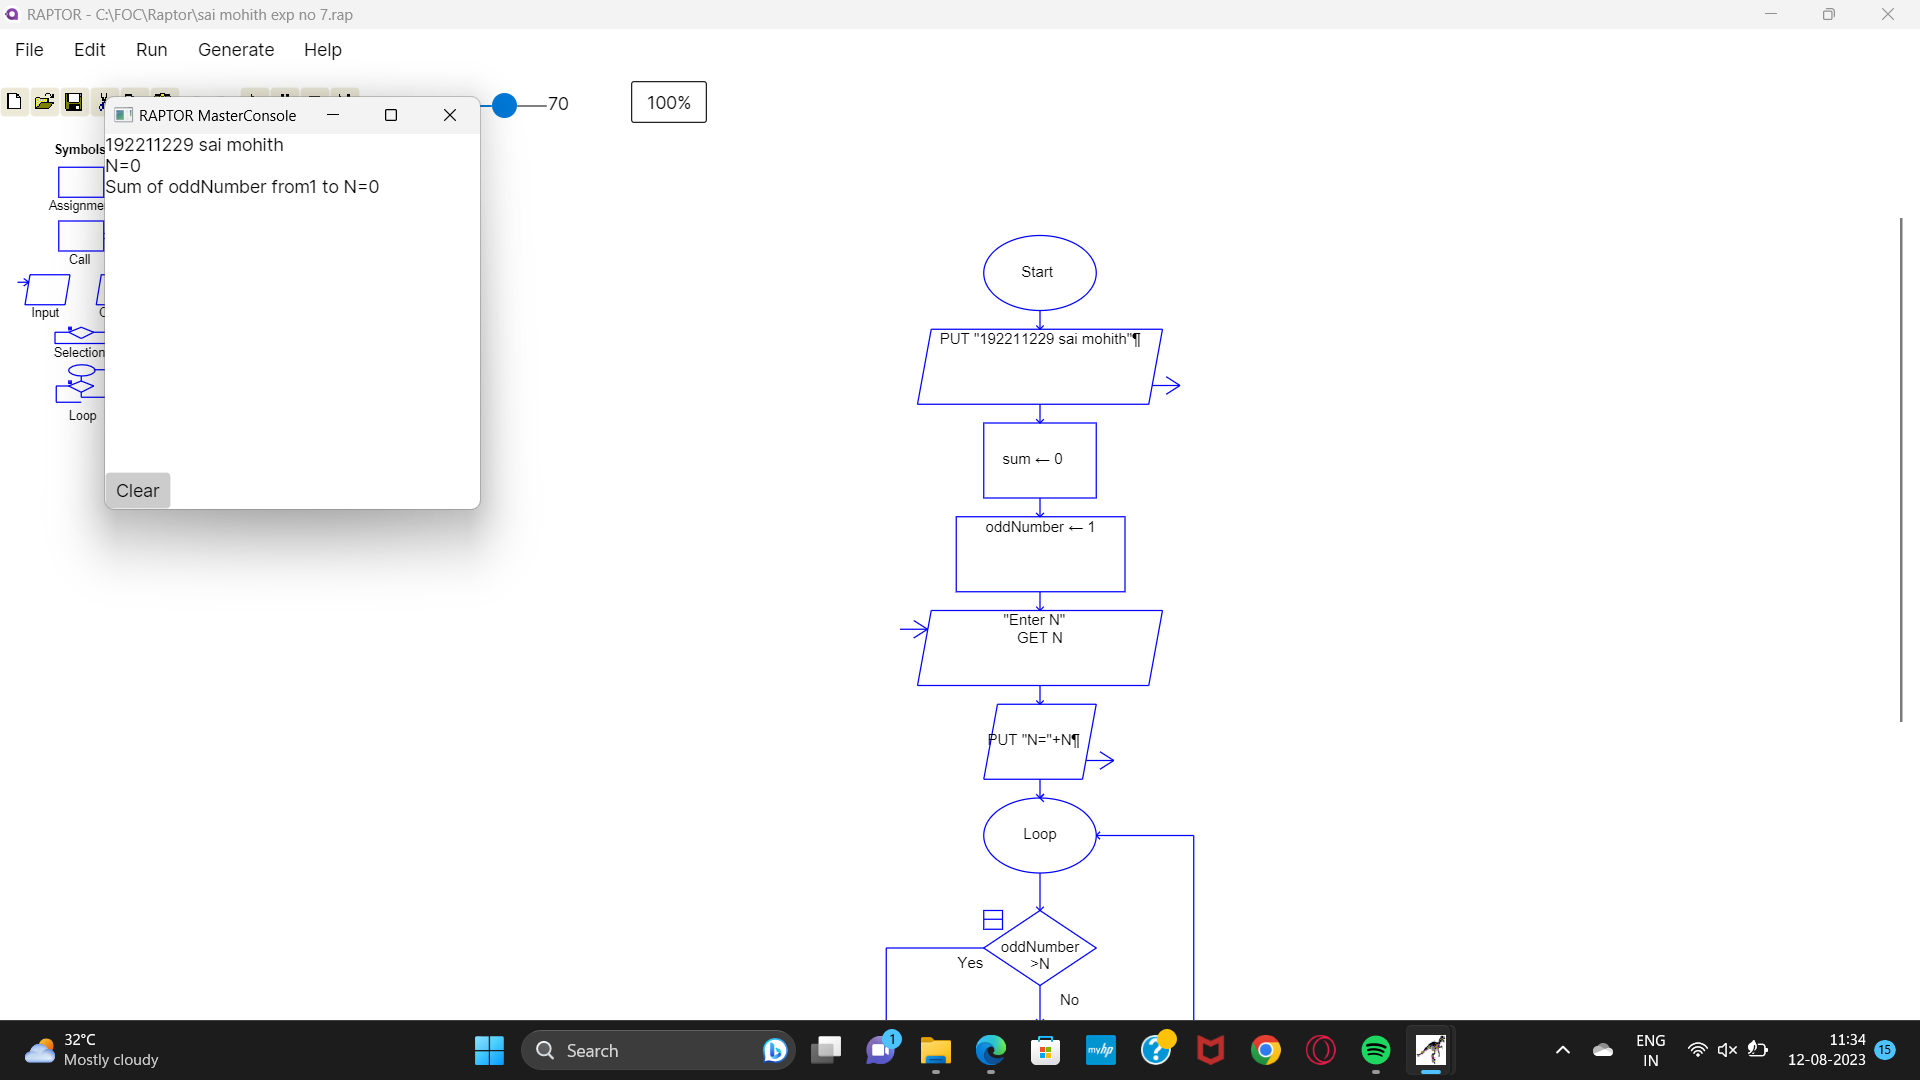 RAPTOR - C:\FOC\Raptor\sai mohith exp no 7.rap
File Edit Run Generate Help
70
100%
RAPTOR MasterConsole
192211229 sai mohith
N=0
Sum of oddNumber from1 to N=0
Clear
Symbols
Assignme
Call
Input
C
Selection
Loop
Start
PUT "192211229 sai mohith"¶
sum ← 0
oddNumber ← 1
"Enter N"
GET N
PUT "N="+N¶
Loop
oddNumber
>N
Yes
No
32°C
Mostly cloudy
Search
1
myhp
ENG
IN
11:34
12-08-2023
15